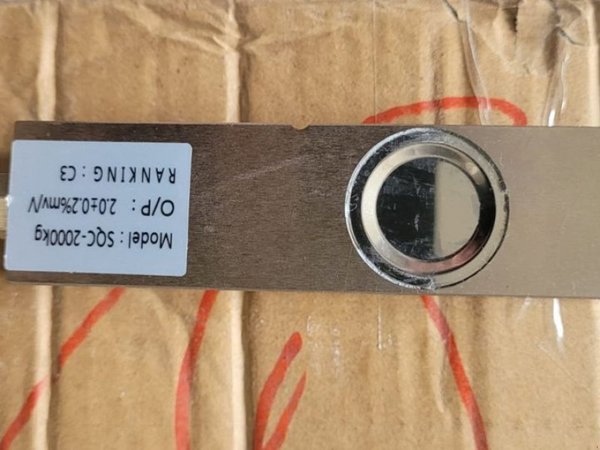 Model : SQC-2000kg
O/P : 2.0±0.2%mv/V
RANKING : C3